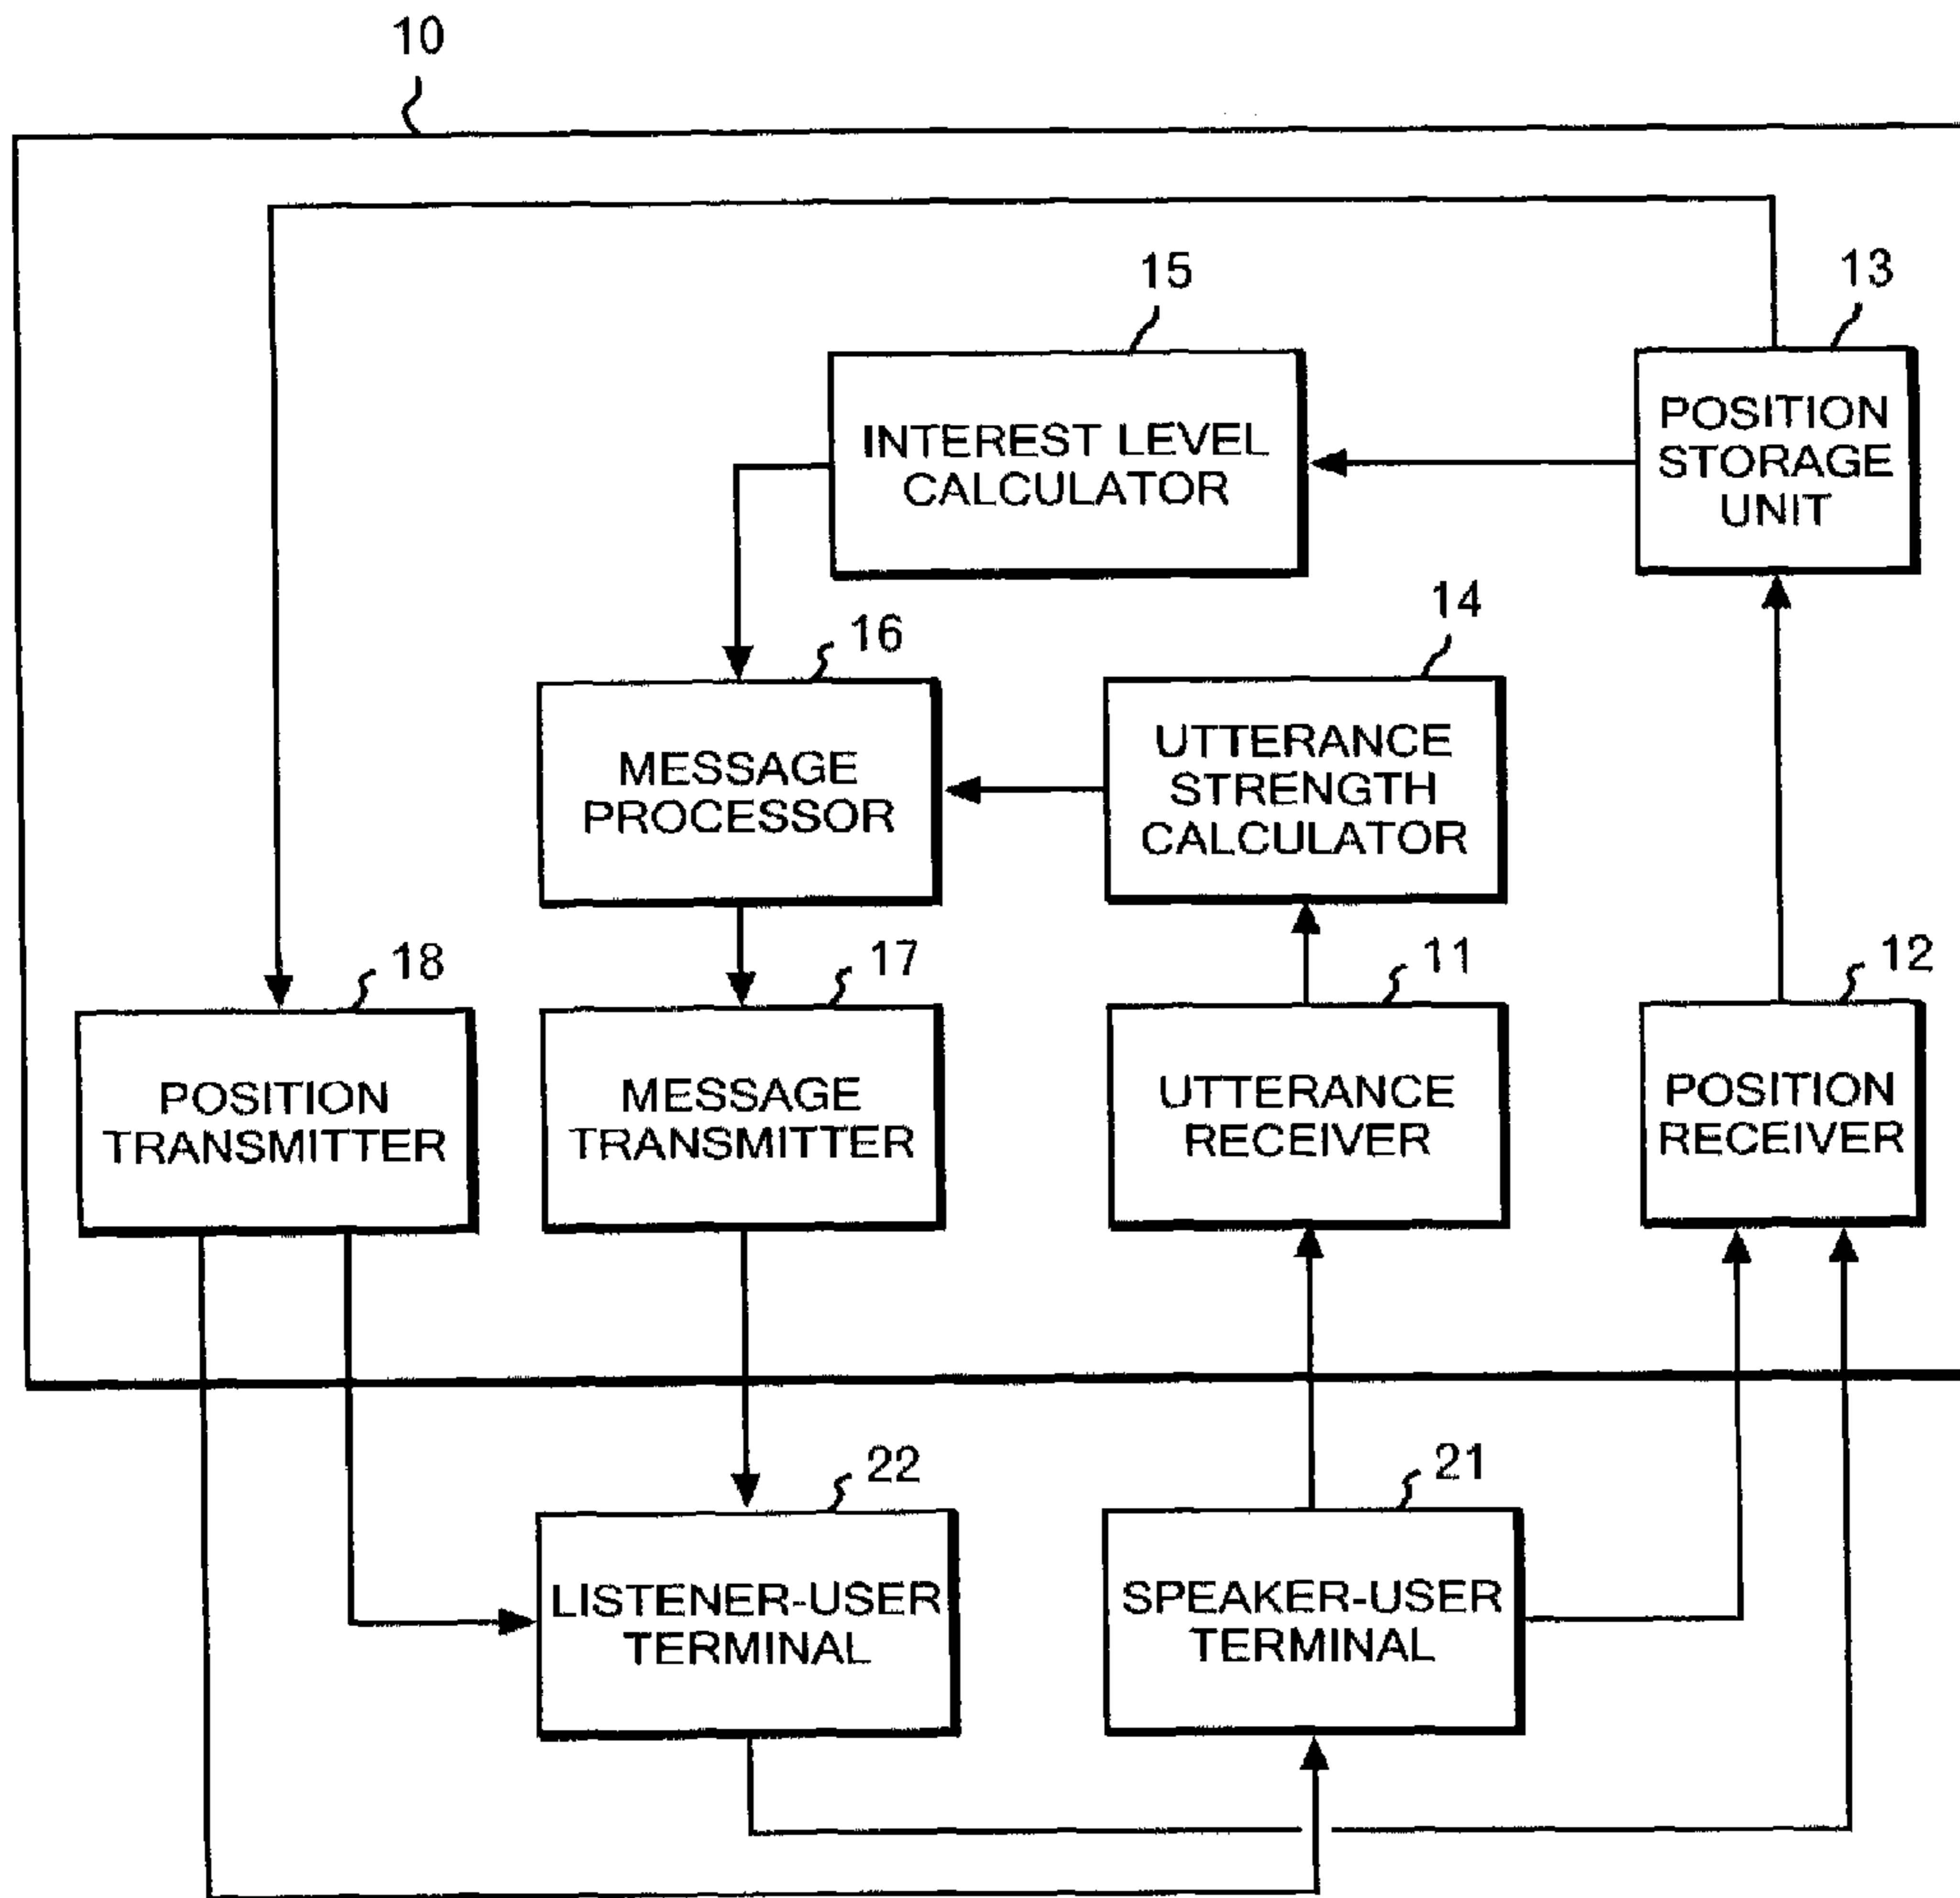 10
15
13
INTEREST LEVEL
CALCULATOR
POSITION
STORAGE
UNIT
16
14
MESSAGE
PROCESSOR
UTTERANCE
STRENGTH
CALCULATOR
18
17
11
12
POSITION
TRANSMITTER
MESSAGE
TRANSMITTER
UTTERANCE
RECEIVER
POSITION
RECEIVER
22
21
LISTENER-USER
TERMINAL
SPEAKER-USER
TERMINAL